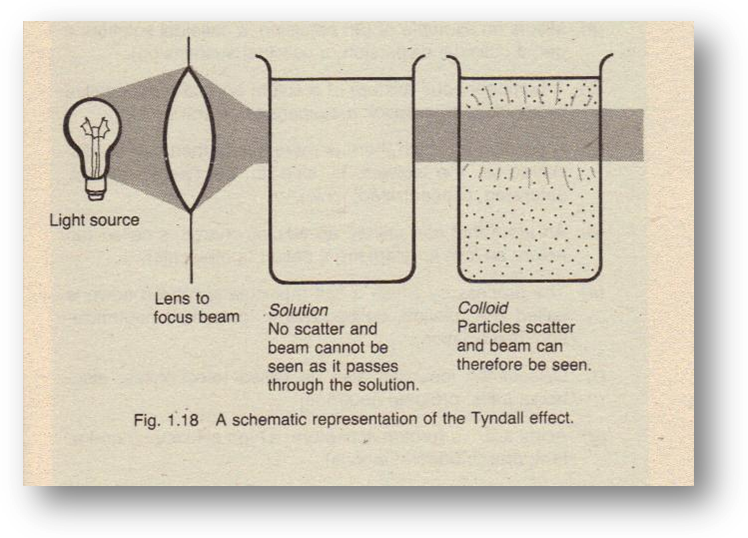 Light source
Lens to
focus beam
Solution
No scatter and
beam cannot be
seen as it passes
through the solution.
Colloid
Particles scatter
and beam can
therefore be seen.
Fig. 1.18 A schematic representation of the Tyndall effect.